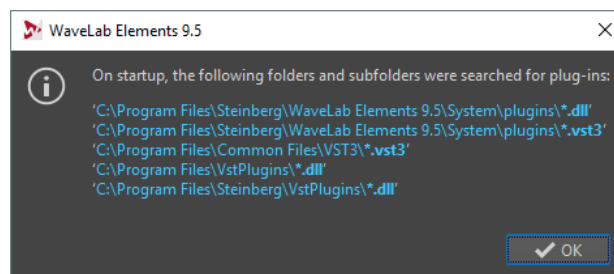 WaveLab Elements 9.5
On startup, the following folders and subfolders were searched for plug-ins:
'C:\Program Files\Steinberg\WaveLab Elements 9.5\System\plugins\*.dll'
'C:\Program Files\Steinberg\WaveLab Elements 9.5\System\plugins\*.vst3'
'C:\Program Files\Common Files\VST3\*.vst3'
'C:\Program Files\VstPlugins\*.dll'
'C:\Program Files\Steinberg\VstPlugins\*.dll'
OK